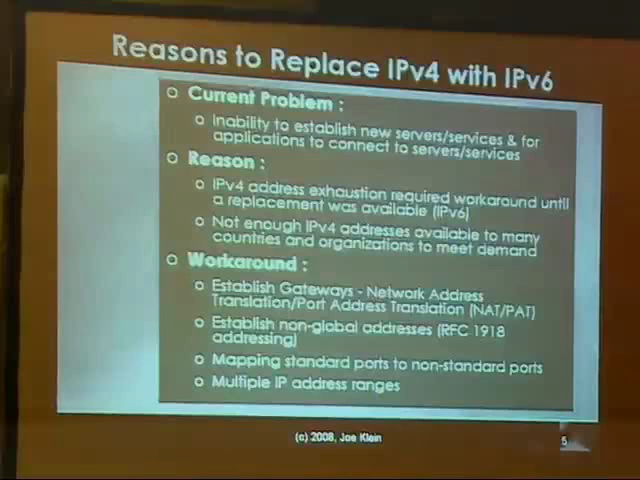 Reasons to Replace IPv4 with IPv6
Current Problem :
Inability to establish new servers/services & for
applications to connect to servers/services
Reason :
IPv4 address exhaustion required workaround until
a replacement was available (IPv6)
Not enough IPv4 addresses available to many
countries and organizations to meet demand
Workaround :
Establish Gateways - Network Address
Translation/Port Address Translation (NAT/PAT)
Establish non-global addresses (RFC 1918
addressing)
Mapping standard ports to non-standard ports
Multiple IP address ranges
(c) 2008, Joe Klein
5